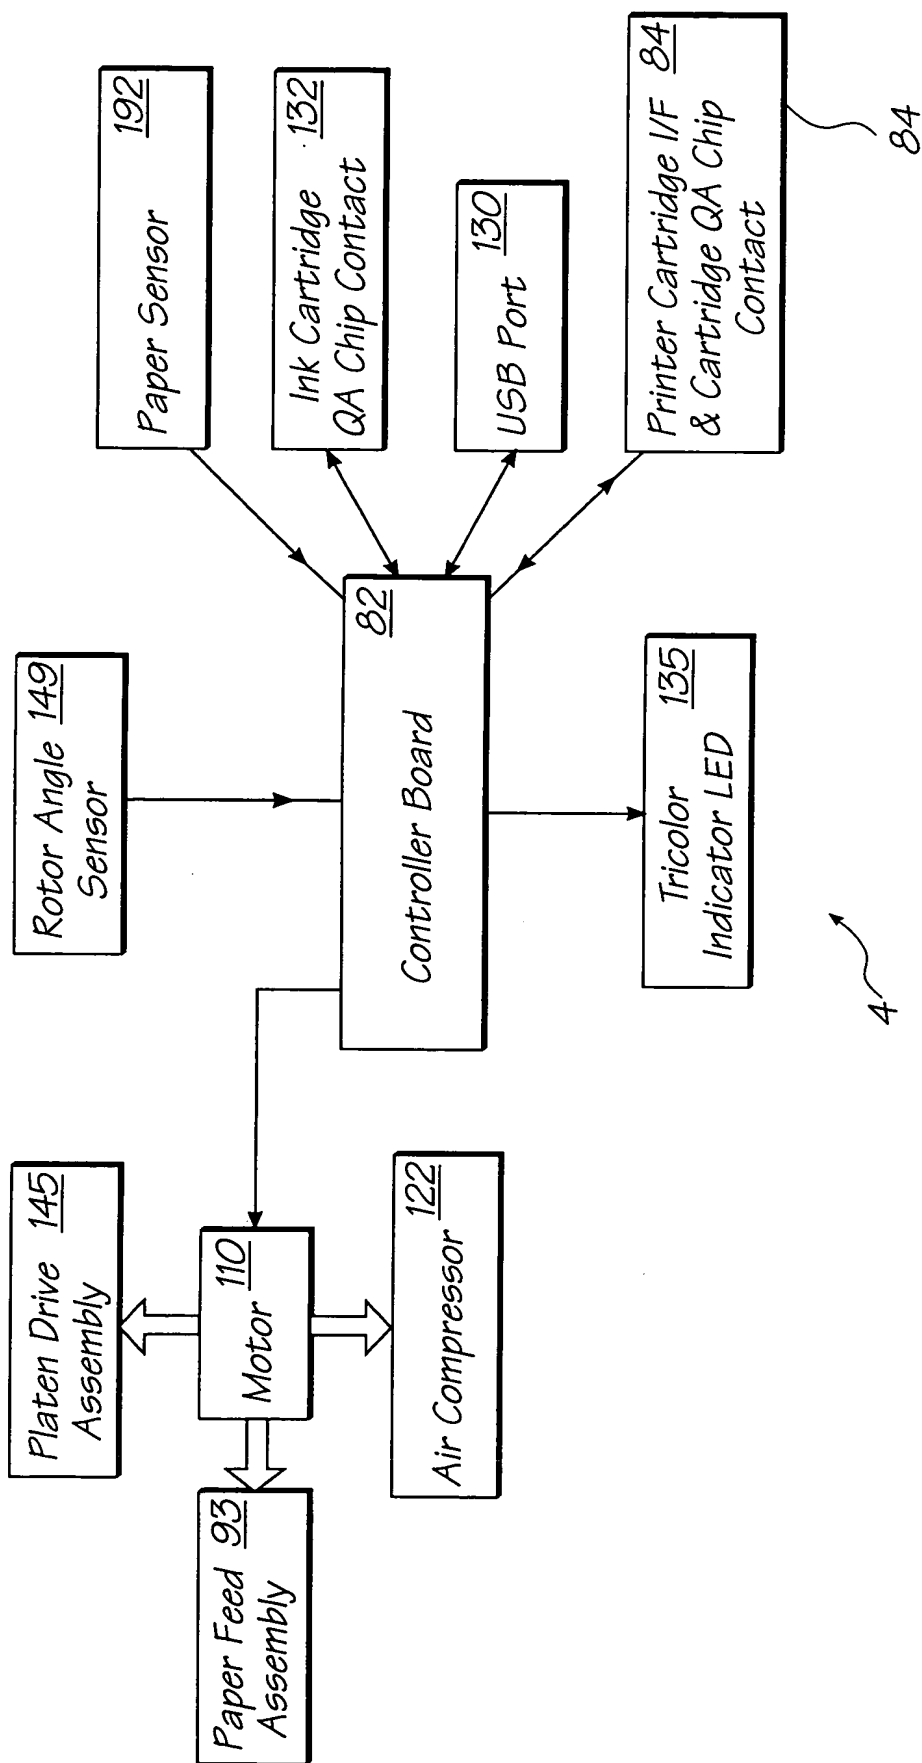 Paper Feed 93
Assembly
Platen Drive 145
Assembly
Motor 110
Air Compressor 122
Rotor Angle 149
Sensor
Controller Board 82
Tricolor 135
Indicator LED
Paper Sensor 192
Ink Cartridge 132
QA Chip Contact
USB Port 130
Printer Cartridge I/F 84
& Cartridge QA Chip
Contact
84
4